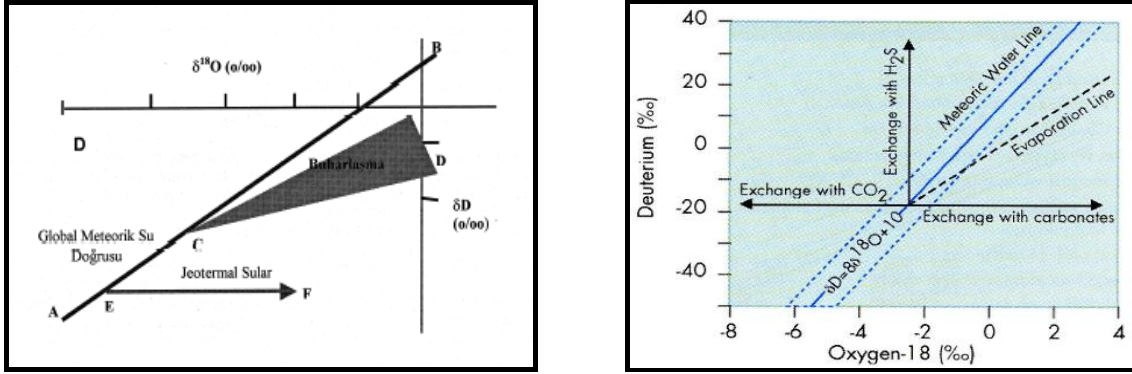 δ18O (o/oo)
B
D
Buharlaşma
D
δD
(o/oo)
Global Meteorik Su
Doğrusu
C
Jeotermal Sular
A
E
F
40
20
0
-20
-40
Deuterium (‰)
Exchange with H2S
Meteoric Water Line
Evaporation Line
Exchange with CO2
Exchange with carbonates
δD=8δ18O+10
-8
-6
-4
-2
0
2
4
Oxygen-18 (‰)